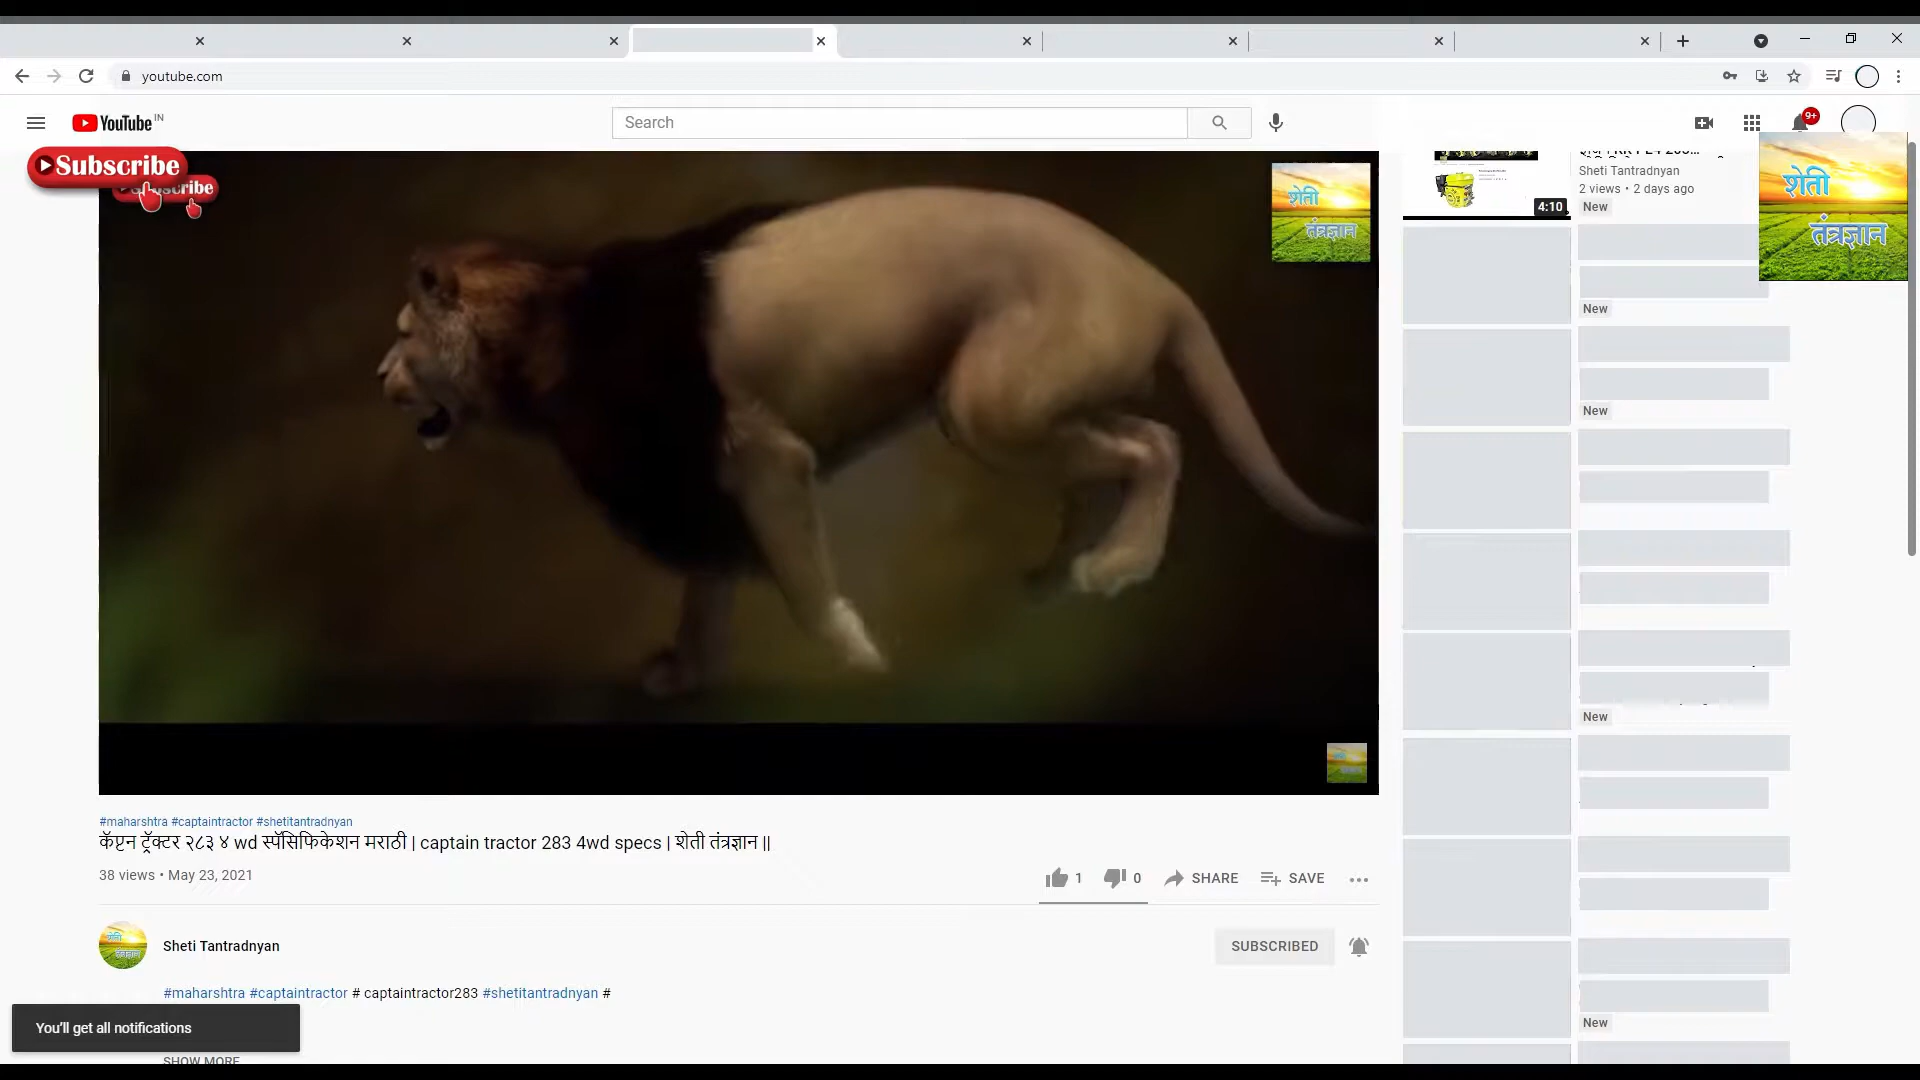 youtube.com
YouTube IN
Search
9+
Subscribe
Subscribe
शेती
तंत्रज्ञान
शेती
तंत्रज्ञान
Sheti Tantradnyan
2 views • 2 days ago
4:10
New
New
New
New
New
#maharshtra #captaintractor #shetitantradnyan
कॅप्टन ट्रॅक्टर २८३ ४ wd स्पॅसिफिकेशन मराठी | captain tractor 283 4wd specs | शेती तंत्रज्ञान ||
38 views • May 23, 2021
1
0
SHARE
SAVE
Sheti Tantradnyan
SUBSCRIBED
#maharshtra #captaintractor # captaintractor283 #shetitantradnyan #
You'll get all notifications
SHOW MORE